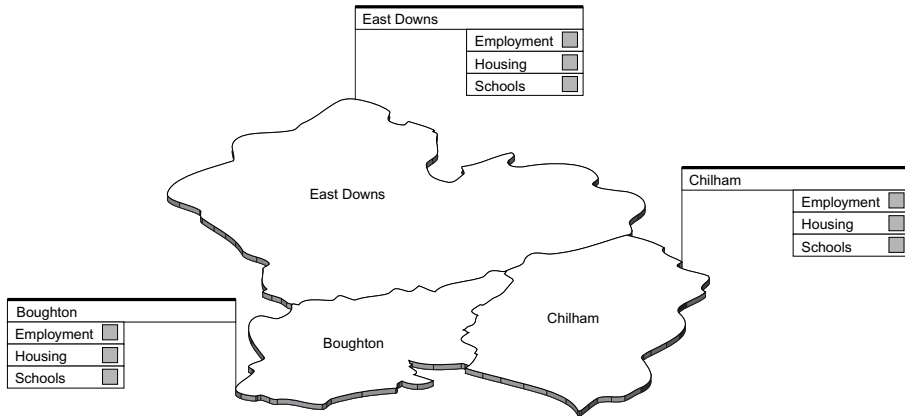 East Downs
Employment
Housing
Schools
East Downs
Chilham
Employment
Housing
Schools
Boughton
Employment
Housing
Schools
Boughton
Chilham